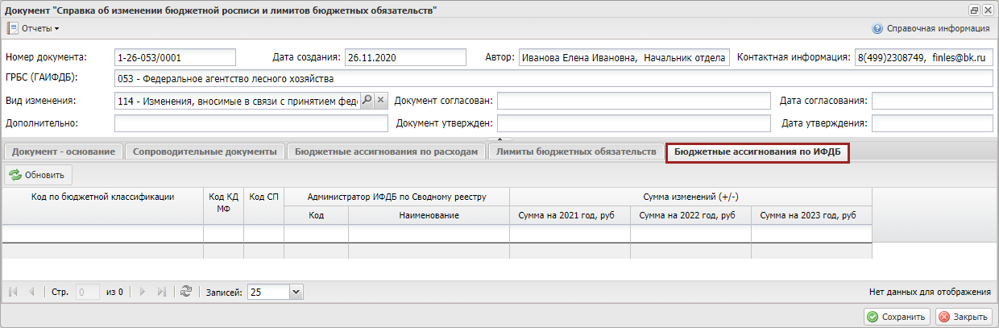 Документ "Справка об изменении бюджетной росписи и лимитов бюджетных обязательств"
Отчеты
Справочная информация
Номер документа: 1-26-053/0001 Дата создания: 26.11.2020 Автор: Иванова Елена Ивановна, Начальник отдела Контактная информация: 8(499)2308749, finles@bk.ru
ГРБС (ГАИФДБ): 053 - Федеральное агентство лесного хозяйства
Вид изменения: 114 - Изменения, вносимые в связи с принятием феде Документ согласован: Дата согласования:
Дополнительно: Документ утвержден: Дата утверждения:
Документ - основание Сопроводительные документы Бюджетные ассигнования по расходам Лимиты бюджетных обязательств Бюджетные ассигнования по ИФДБ
Обновить
Код по бюджетной классификации Код КД МФ Код СП Администратор ИФДБ по Сводному реестру Сумма изменений (+/-)
Код Наименование Сумма на 2021 год, руб Сумма на 2022 год, руб Сумма на 2023 год, руб
Стр. 0 из 0 Записей: 25 Нет данных для отображения
Сохранить Закрыть